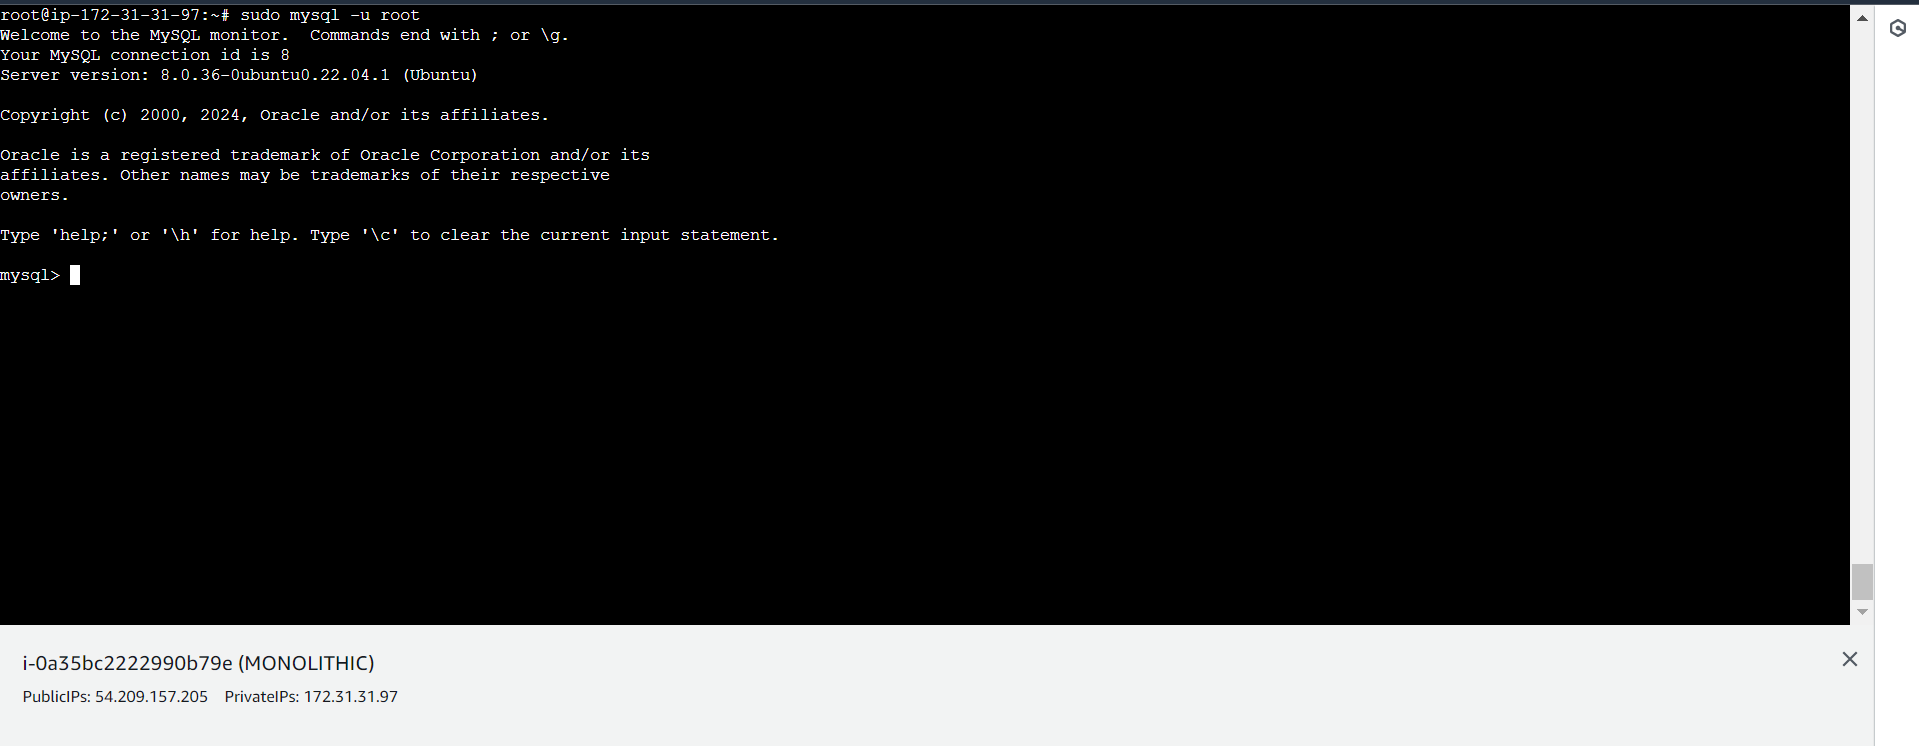 root@ip-172-31-31-97:~# sudo mysql -u root
Welcome to the MySQL monitor.  Commands end with ; or \g.
Your MySQL connection id is 8
Server version: 8.0.36-0ubuntu0.22.04.1 (Ubuntu)
Copyright (c) 2000, 2024, Oracle and/or its affiliates.
Oracle is a registered trademark of Oracle Corporation and/or its
affiliates. Other names may be trademarks of their respective
owners.
Type 'help;' or '\h' for help. Type '\c' to clear the current input statement.
mysql>
i-0a35bc2222990b79e (MONOLITHIC)
PublicIPs: 54.209.157.205    PrivateIPs: 172.31.31.97